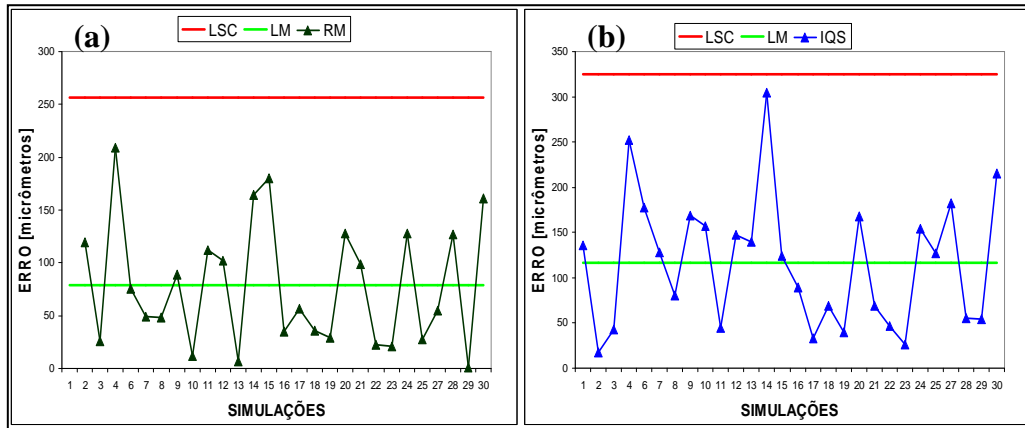 (a)
LSC LM RM
ERRO [micrômetros]
300
250
200
150
100
50
0
1 2 3 4 6 7 8 9 10 11 12 13 14 15 16 17 18 19 20 21 22 23 24 25 27 28 29 30
SIMULAÇÕES
(b)
LSC LM IQS
ERRO [micrômetros]
350
300
250
200
150
100
50
0
1 2 3 4 6 7 8 9 10 11 12 13 14 15 16 17 18 19 20 21 22 23 24 25 27 28 29 30
SIMULAÇÕES